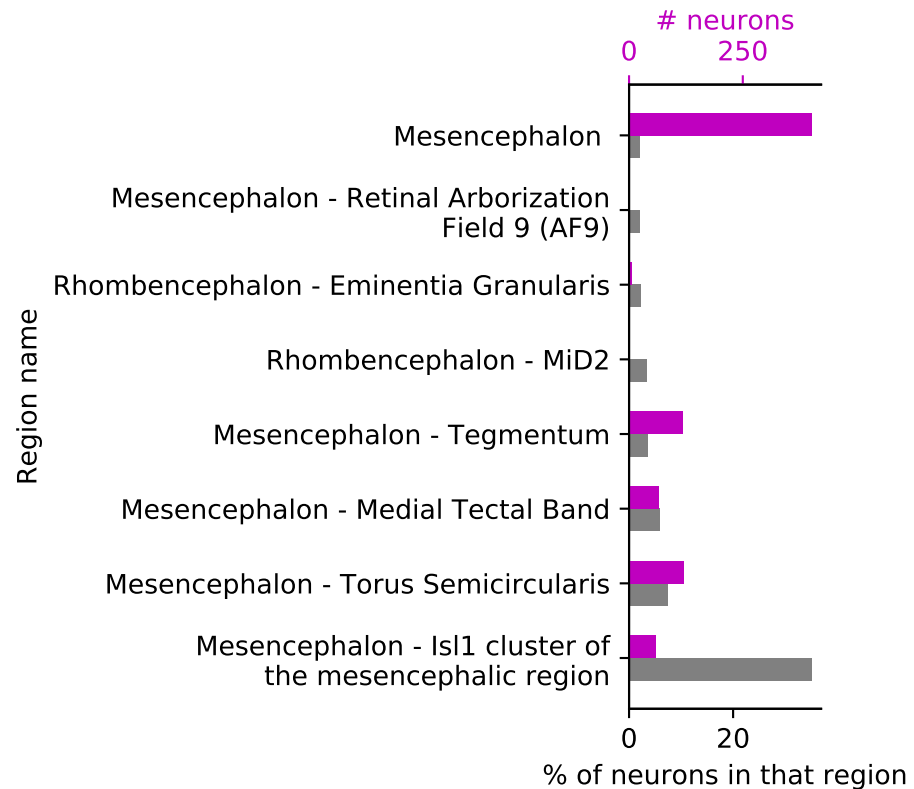 # neurons
0 250
Mesencephalon
Mesencephalon - Retinal Arborization
Field 9 (AF9)
Rhombencephalon - Eminentia Granularis
Rhombencephalon - MiD2
Mesencephalon - Tegmentum
Mesencephalon - Medial Tectal Band
Mesencephalon - Torus Semicircularis
Mesencephalon - Isl1 cluster of
the mesencephalic region
Region name
0 20
% of neurons in that region